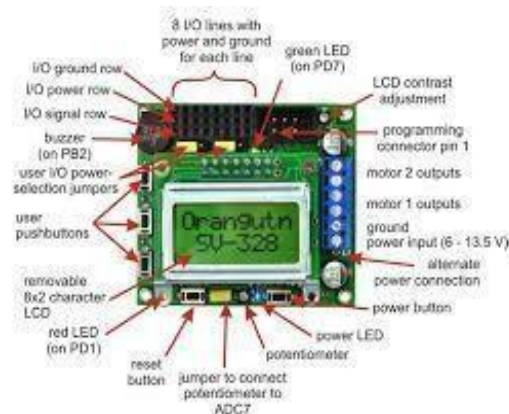 8 I/O lines with
power and ground
for each line
green LED
(on PD7)
I/O ground row
I/O power row
I/O signal row
buzzer
(on PB2)
user I/O power-
selection jumpers
user
pushbuttons
removable
8x2 character
LCD
red LED
(on PD1)
reset
button
jumper to connect
potentiometer to
ADC7
potentiometer
power LED
power button
alternate
power connection
power input (6 - 13.5 V)
ground
motor 1 outputs
motor 2 outputs
programming
connector pin 1
LCD contrast
adjustment
Orangutn
SV-328